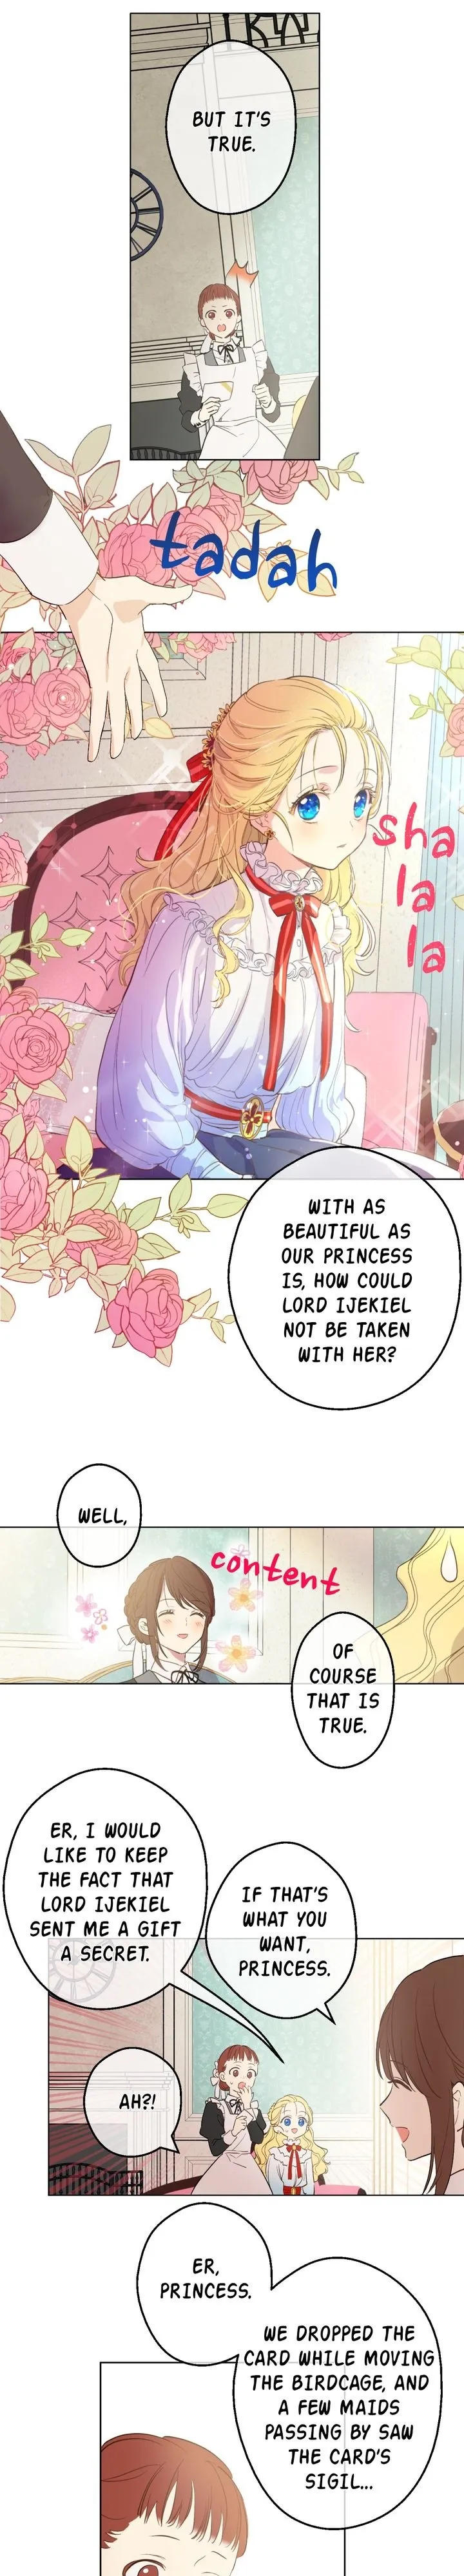 BUT IT'S
TRUE.
tadah
sha
la
la
WITH AS
BEAUTIFUL AS
OUR PRINCESS
IS, HOW COULD
LORD IJEKIEL
NOT BE TAKEN
WITH HER?
WELL,
content
OF
COURSE
THAT IS
TRUE.
ER, I WOULD
LIKE TO KEEP
THE FACT THAT
LORD IJEKIEL
SENT ME A GIFT
A SECRET.
IF THAT'S
WHAT YOU
WANT,
PRINCESS.
AH?!
ER,
PRINCESS.
WE DROPPED THE
CARD WHILE MOVING
THE BIRDCAGE, AND
A FEW MAIDS
PASSING BY SAW
THE CARD'S
SIGIL...